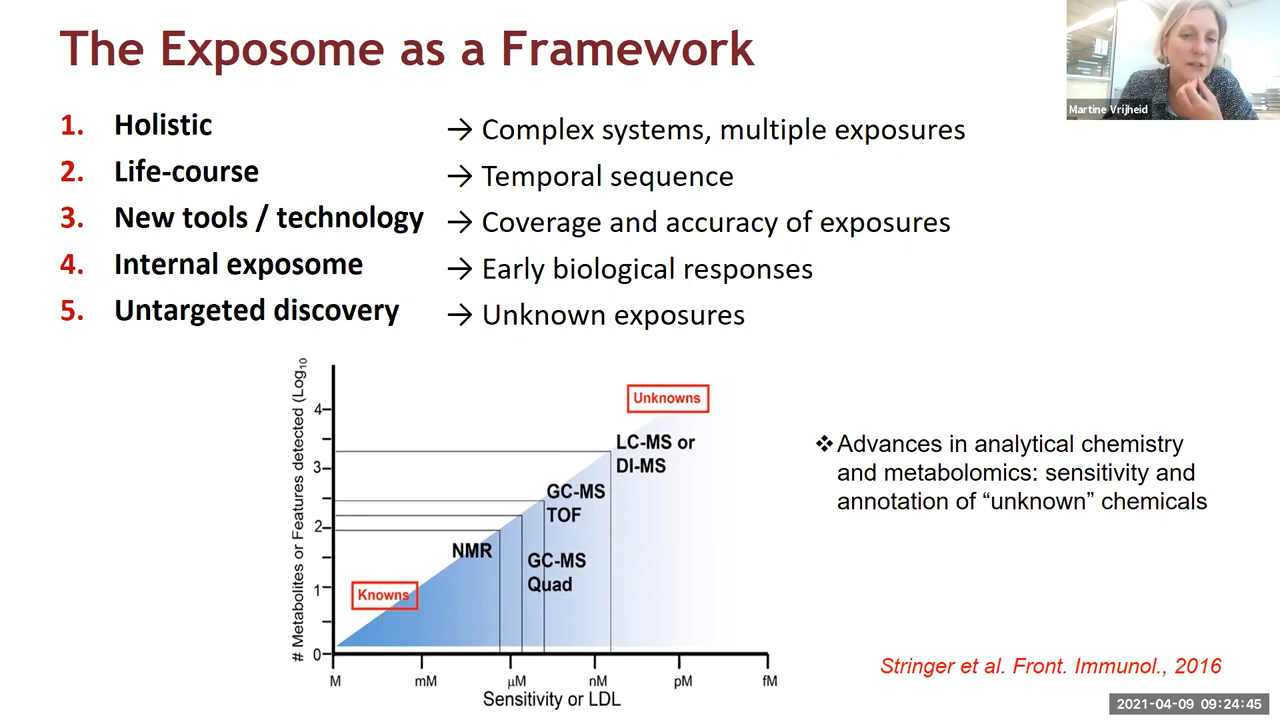 The Exposome as a Framework
Martine Vrijheid
1. Holistic → Complex systems, multiple exposures
2. Life-course → Temporal sequence
3. New tools / technology → Coverage and accuracy of exposures
4. Internal exposome → Early biological responses
5. Untargeted discovery → Unknown exposures
# Metabolites or Features detected (Log10
4
3
2
1
0
Unknowns
LC-MS or
DI-MS
GC-MS
TOF
NMR
GC-MS
Quad
Knowns
M mM µM nM pM fM
Sensitivity or LDL
❖Advances in analytical chemistry
and metabolomics: sensitivity and
annotation of “unknown” chemicals
Stringer et al. Front. Immunol., 2016
2021-04-09 09:24:45